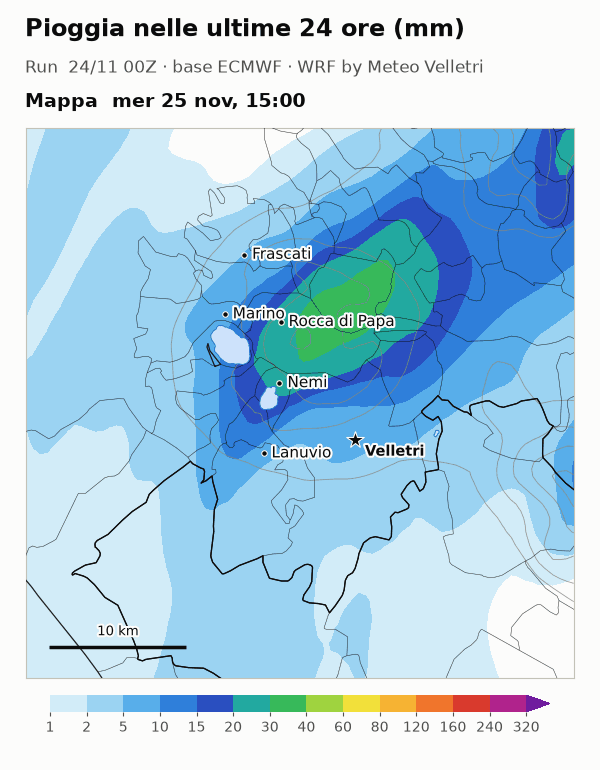 Pioggia nelle ultime 24 ore (mm)
Run 24/11 00Z · base ECMWF · WRF by Meteo Velletri
Mappa mer 25 nov, 15:00
Frascati
Marino
Rocca di Papa
Nemi
Velletri
Lanuvio
10 km
1 2 5 10 15 20 30 40 60 80 120 160 240 320